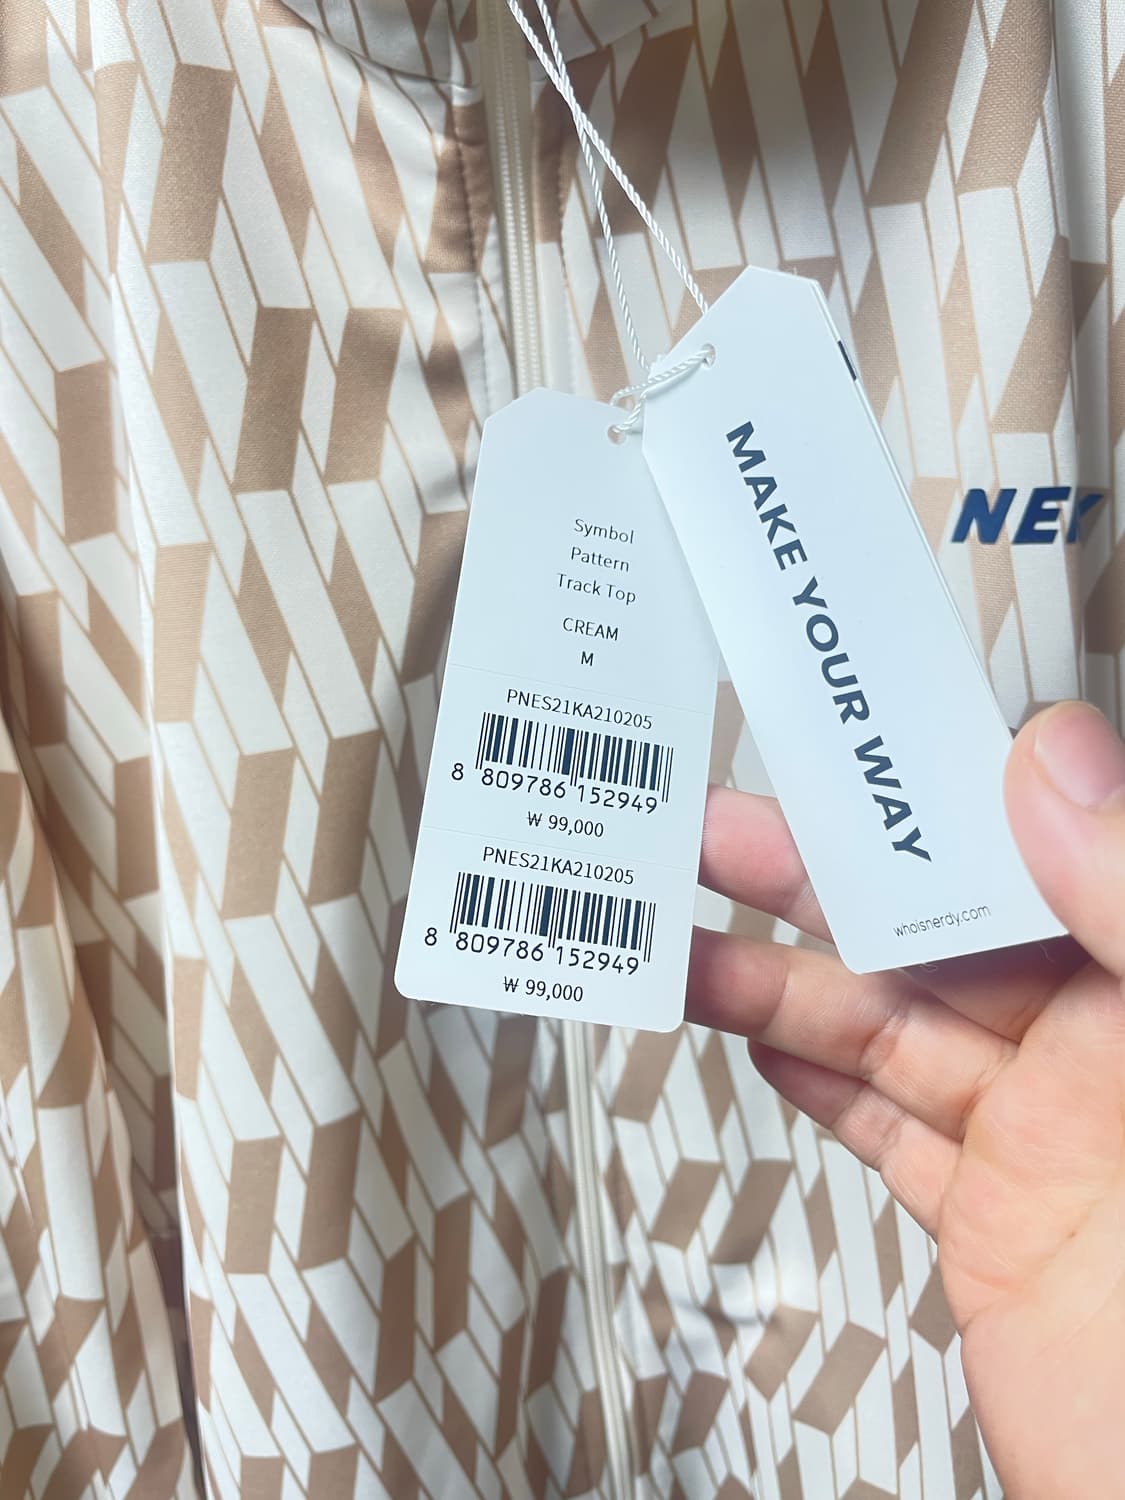 Symbol
Pattern
Track Top
CREAM
M
PNES21KA210205
8 809786 152949
₩ 99,000
PNES21KA210205
8 809786 152949
₩ 99,000
MAKE YOUR WAY
whoisnerdy.com